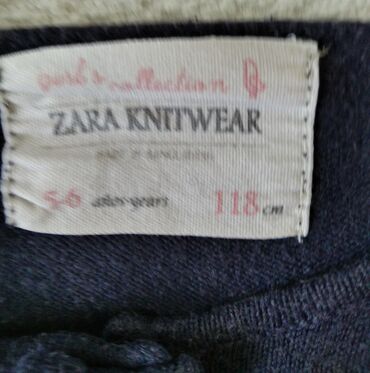 girl's collection
ZARA KNITWEAR
5-6 años-years 118 cm